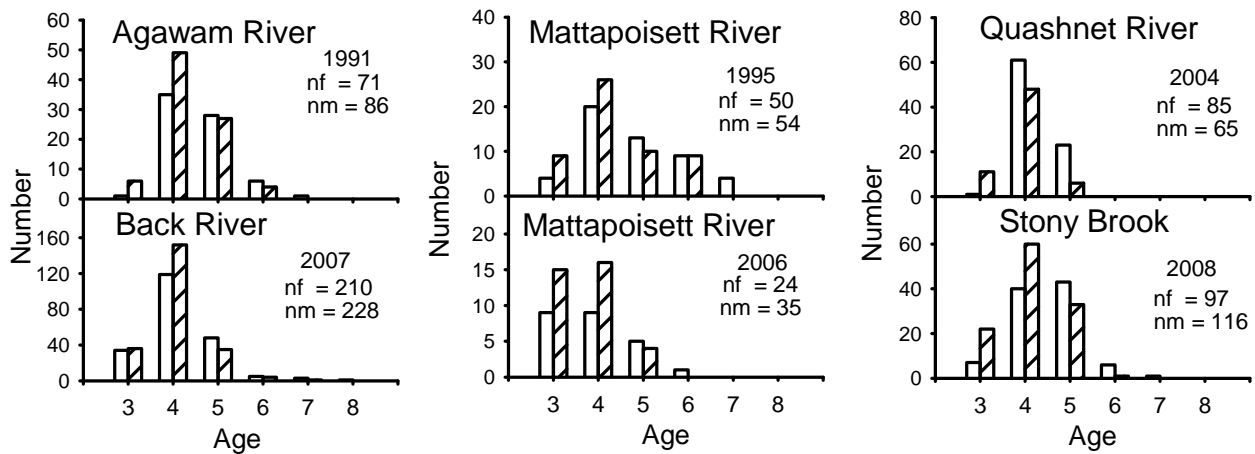 60
50
40
30
20
10
0
Agawam River
1991
nf = 71
nm = 86
Number
160
120
80
40
0
Back River
2007
nf = 210
nm = 228
3 4 5 6 7 8
Age
40
30
20
10
0
Mattapoisett River
1995
nf = 50
nm = 54
Number
20
15
10
5
0
Mattapoisett River
2006
nf = 24
nm = 35
3 4 5 6 7 8
Age
80
60
40
20
0
Quashnet River
2004
nf = 85
nm = 65
Number
60
40
20
0
Stony Brook
2008
nf = 97
nm = 116
3 4 5 6 7 8
Age